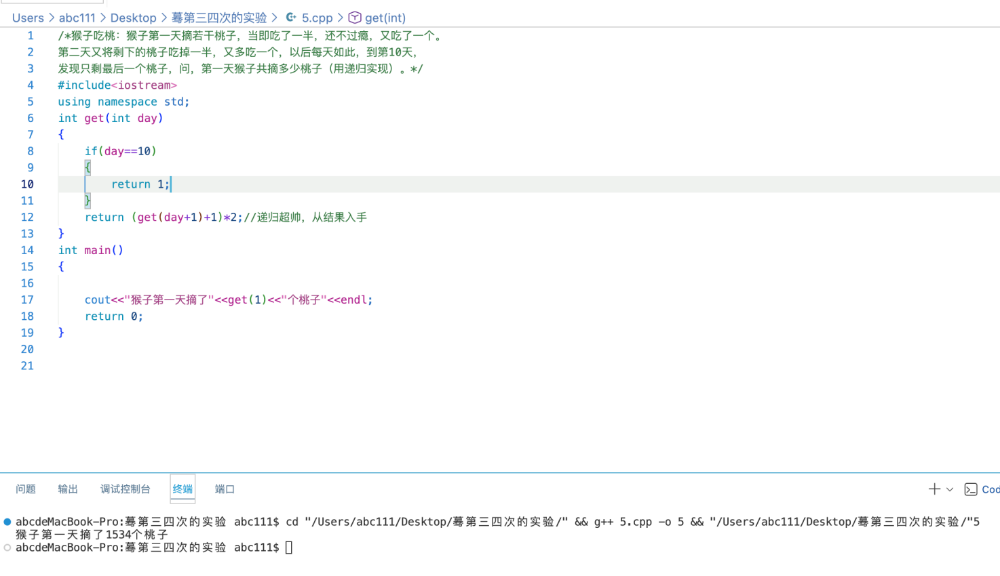 Users > abc111 > Desktop > 蓦第三四次的实验 > 5.cpp > get(int)
1 /*猴子吃桃：猴子第一天摘若干桃子，当即吃了一半，还不过瘾，又吃了一个。
2 第二天又将剩下的桃子吃掉一半，又多吃一个，以后每天如此，到第10天，
3 发现只剩最后一个桃子，问，第一天猴子共摘多少桃子（用递归实现）。*/
4 #include<iostream>
5 using namespace std;
6 int get(int day)
7 {
8     if(day==10)
9     {
10         return 1;
11     }
12     return (get(day+1)+1)*2;//递归超帅，从结果入手
13 }
14 int main()
15 {
16
17     cout<<"猴子第一天摘了"<<get(1)<<"个桃子"<<endl;
18     return 0;
19 }
20
21
问题 输出 调试控制台 终端 端口 Cod
abcdeMacBook-Pro:蓦第三四次的实验 abc111$ cd "/Users/abc111/Desktop/蓦第三四次的实验/" && g++ 5.cpp -o 5 && "/Users/abc111/Desktop/蓦第三四次的实验/"5
猴子第一天摘了1534个桃子
abcdeMacBook-Pro:蓦第三四次的实验 abc111$